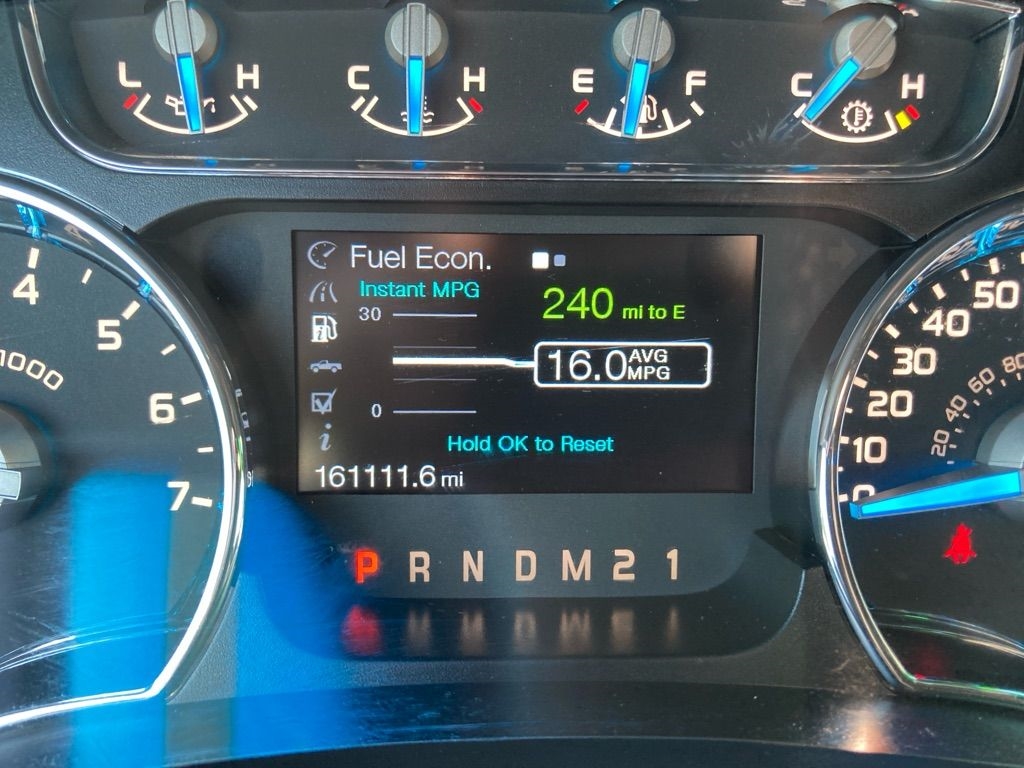 L H C H E F C H
Fuel Econ.
Instant MPG
30
240 mi to E
16.0 AVG MPG
0
Hold OK to Reset
161111.6 mi
P R N D M 2 1
4
5
6
7
1000
50
40
30
20
10
0
80
60
40
20